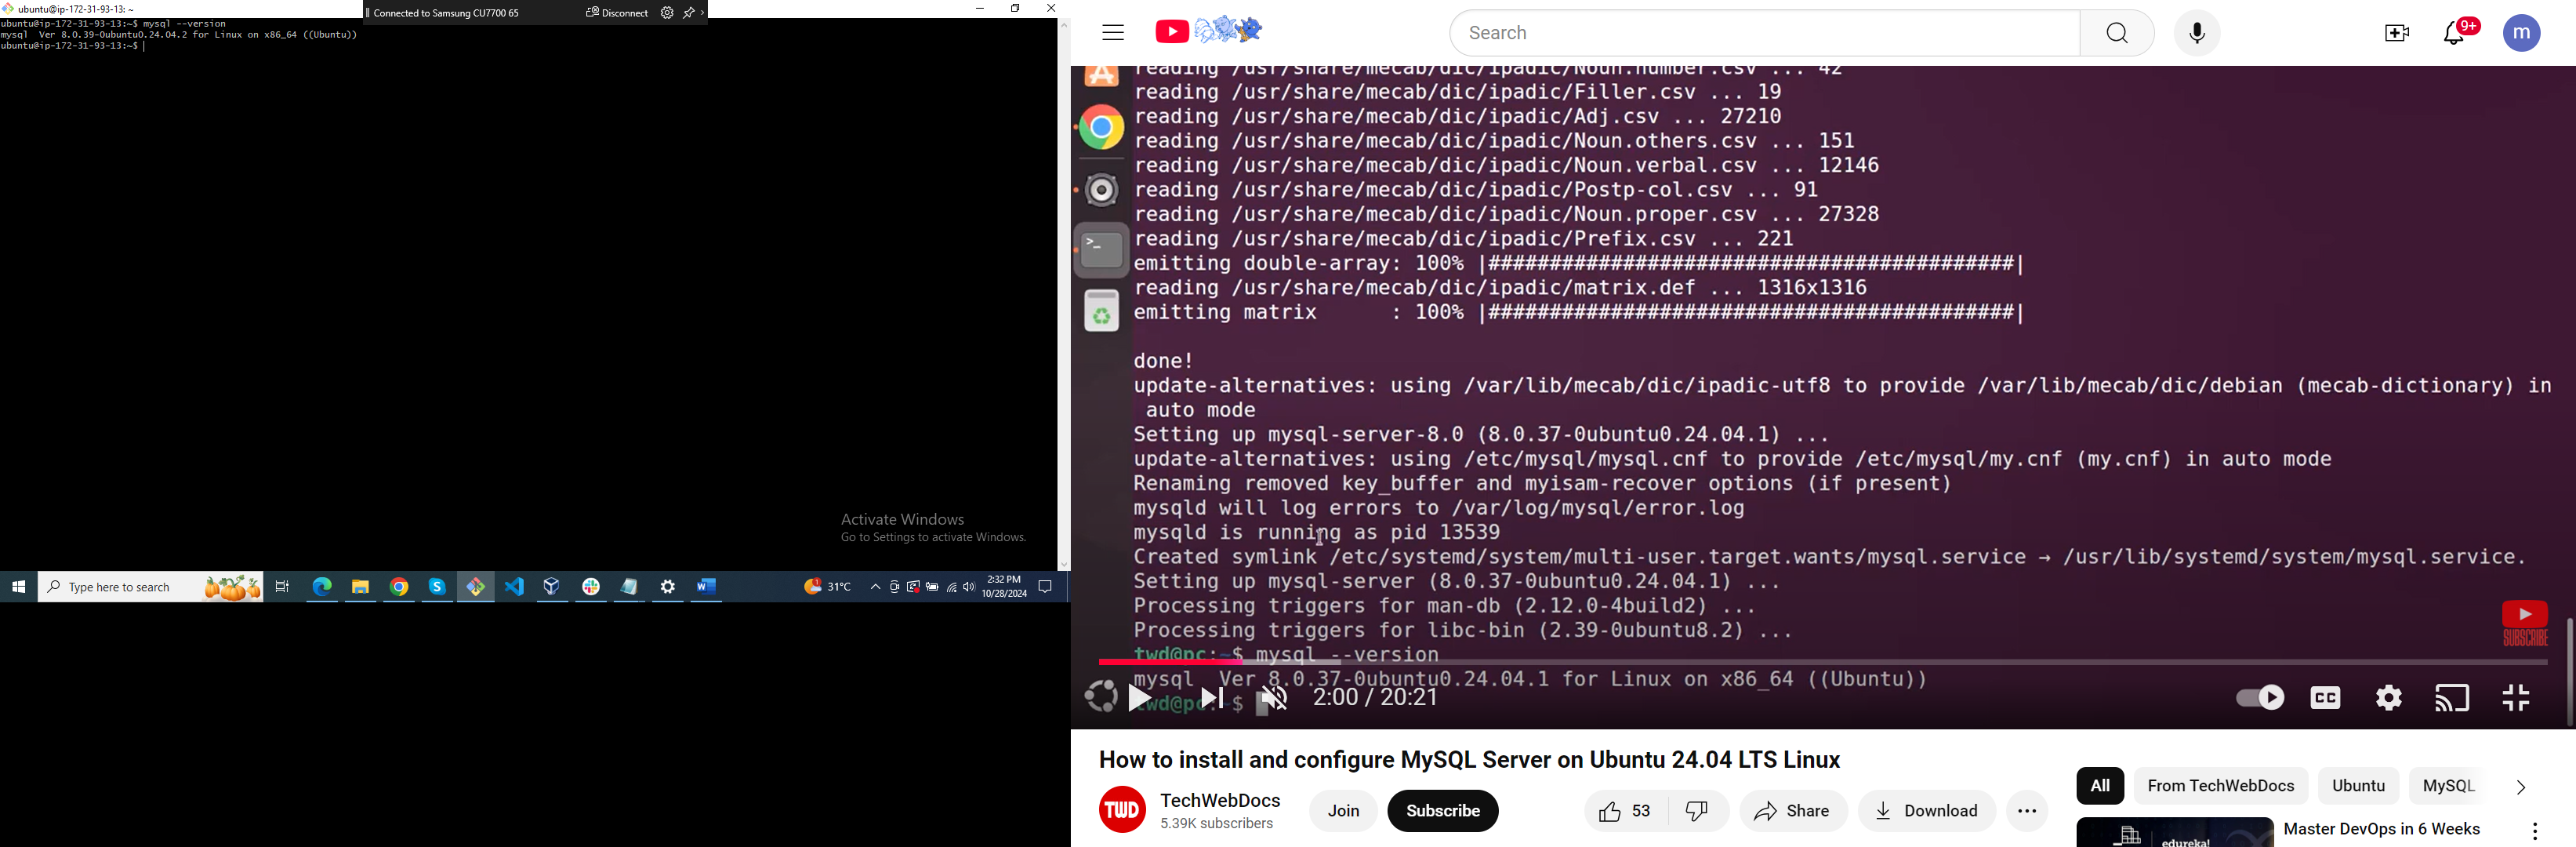 ubuntu@ip-172-31-93-13: ~
Connected to Samsung CU7700 65
Disconnect
ubuntu@ip-172-31-93-13:~$ mysql --version
mysql  Ver 8.0.39-0ubuntu0.24.04.2 for Linux on x86_64 ((Ubuntu))
ubuntu@ip-172-31-93-13:~$
Activate Windows
Go to Settings to activate Windows.
Type here to search
1
31°C
2:32 PM
10/28/2024
Search
9+
m
reading /usr/share/mecab/dic/ipadic/Noun.number.csv ... 42
reading /usr/share/mecab/dic/ipadic/Filler.csv ... 19
reading /usr/share/mecab/dic/ipadic/Adj.csv ... 27210
reading /usr/share/mecab/dic/ipadic/Noun.others.csv ... 151
reading /usr/share/mecab/dic/ipadic/Noun.verbal.csv ... 12146
reading /usr/share/mecab/dic/ipadic/Postp-col.csv ... 91
reading /usr/share/mecab/dic/ipadic/Noun.proper.csv ... 27328
reading /usr/share/mecab/dic/ipadic/Prefix.csv ... 221
emitting double-array: 100% |###########################################|
reading /usr/share/mecab/dic/ipadic/matrix.def ... 1316x1316
emitting matrix      : 100% |###########################################|
done!
update-alternatives: using /var/lib/mecab/dic/ipadic-utf8 to provide /var/lib/mecab/dic/debian (mecab-dictionary) in
auto mode
Setting up mysql-server-8.0 (8.0.37-0ubuntu0.24.04.1) ...
update-alternatives: using /etc/mysql/mysql.cnf to provide /etc/mysql/my.cnf (my.cnf) in auto mode
Renaming removed key_buffer and myisam-recover options (if present)
mysqld will log errors to /var/log/mysql/error.log
mysqld is running as pid 13539
Created symlink /etc/systemd/system/multi-user.target.wants/mysql.service → /usr/lib/systemd/system/mysql.service.
Setting up mysql-server (8.0.37-0ubuntu0.24.04.1) ...
Processing triggers for man-db (2.12.0-4build2) ...
Processing triggers for libc-bin (2.39-0ubuntu8.2) ...
twd@pc:~$ mysql --version
mysql  Ver 8.0.37-0ubuntu0.24.04.1 for Linux on x86_64 ((Ubuntu))
twd@pc:~$
SUBSCRIBE
2:00 / 20:21
CC
How to install and configure MySQL Server on Ubuntu 24.04 LTS Linux
TWD
TechWebDocs
5.39K subscribers
Join
Subscribe
53
Share
Download
All
From TechWebDocs
Ubuntu
MySQL
edureka!
Master DevOps in 6 Weeks